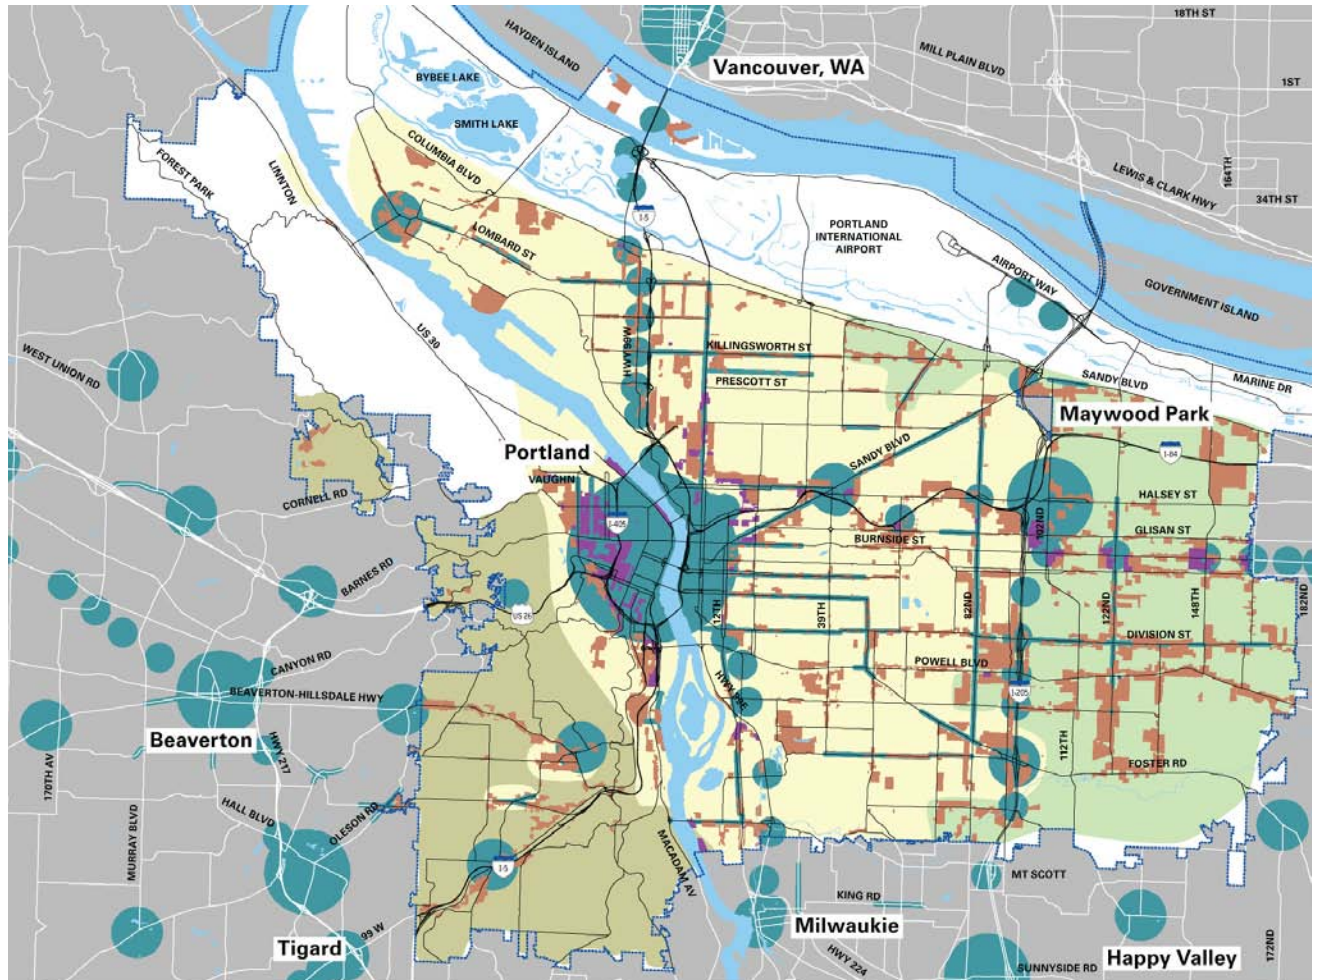 18TH ST
HAYDEN ISLAND
MILL PLAIN BLVD
Vancouver, WA
BYBEE LAKE
1ST
SMITH LAKE
COLUMBIA BLVD
FOREST PARK
LINNTON
LEWIS & CLARK HWY
164TH
34TH ST
I-5
LOMBARD ST
PORTLAND
INTERNATIONAL
AIRPORT
AIRPORT WAY
GOVERNMENT ISLAND
US 30
HWY 99W
KILLINGSWORTH ST
WEST UNION RD
PRESCOTT ST
SANDY BLVD
MARINE DR
Maywood Park
Portland
SANDY BLVD
I-84
VAUGHN
CORNELL RD
HALSEY ST
I-405
102ND
GLISAN ST
BURNSIDE ST
BARNES RD
12TH
39TH
82ND
122ND
148TH
182ND
US 26
DIVISION ST
CANYON RD
POWELL BLVD
BEAVERTON-HILLSDALE HWY
HWY 99E
I-205
Beaverton
HWY 217
112TH
FOSTER RD
170TH AV
MURRAY BLVD
HALL BLVD
OLESON RD
MACADAM AV
I-5
MT SCOTT
KING RD
Milwaukie
Tigard
99 W
HWY 224
Happy Valley
172ND
SUNNYSIDE RD